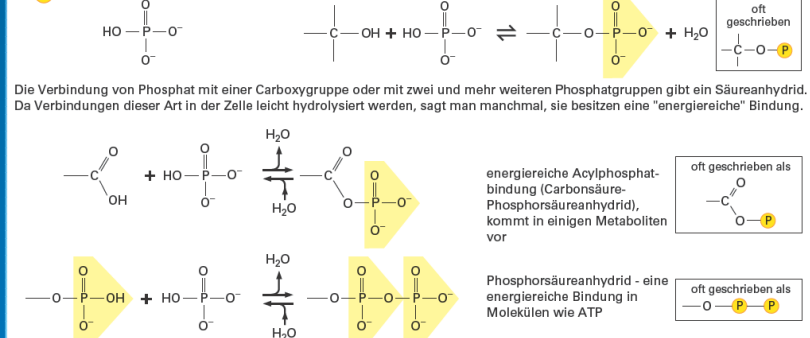 O
HO — P — O⁻
O⁻
— C — OH + HO — P — O⁻ ⇌ — C — O — P — O⁻ + H₂O
O
O⁻
O
O⁻
oft
geschrieben
— C — O — P
Die Verbindung von Phosphat mit einer Carboxygruppe oder mit zwei und mehr weiteren Phosphatgruppen gibt ein Säureanhydrid.
Da Verbindungen dieser Art in der Zelle leicht hydrolysiert werden, sagt man manchmal, sie besitzen eine "energiereiche" Bindung.
O
— C
OH
+
O
HO — P — O⁻
O⁻
H₂O
H₂O
O
— C
O — P — O⁻
O
O⁻
energiereiche Acylphosphat-
bindung (Carbonsäure-
Phosphorsäureanhydrid),
kommt in einigen Metaboliten
vor
oft geschrieben als
O
— C
O — P
O
— O — P — OH
O⁻
+
O
HO — P — O⁻
O⁻
H₂O
H₂O
O O
— O — P — O — P — O⁻
O⁻ O⁻
Phosphorsäureanhydrid - eine
energiereiche Bindung in
Molekülen wie ATP
oft geschrieben als
— O — P — P